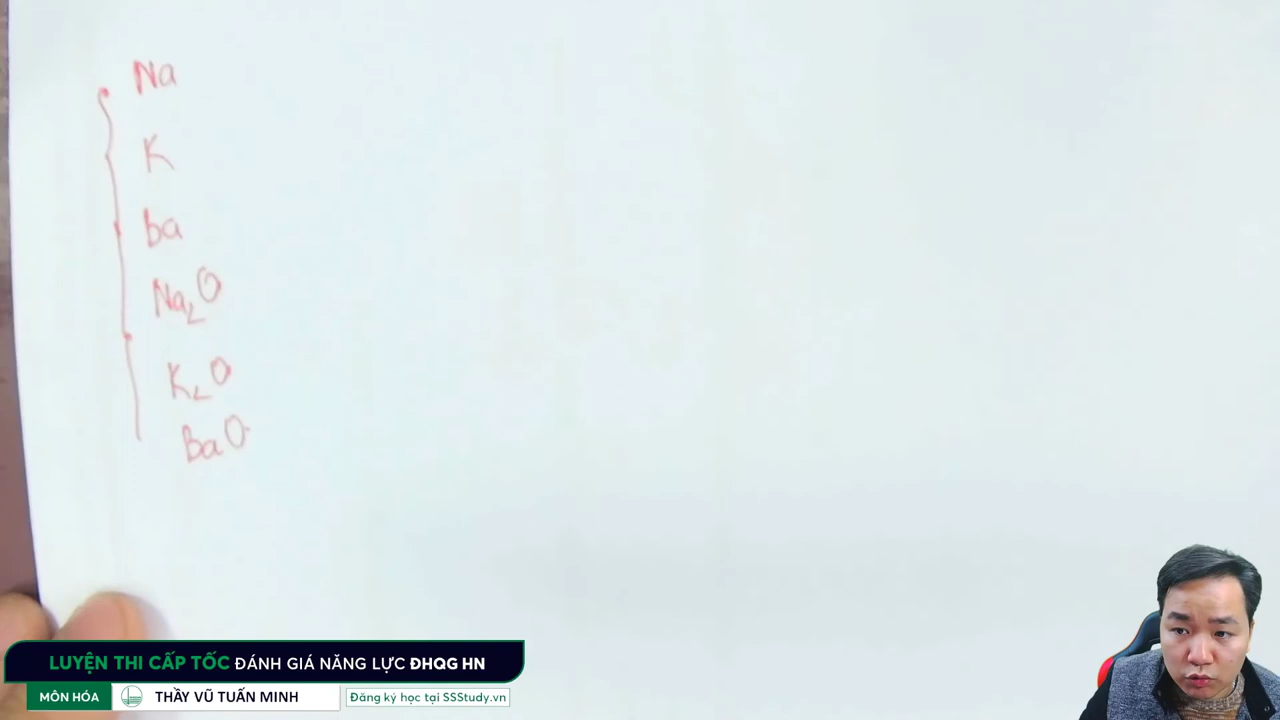 Na
K
Ba
Na₂O
K₂O
BaO
LUYỆN THI CẤP TỐC ĐÁNH GIÁ NĂNG LỰC ĐHQG HN
MÔN HÓA
THẦY VŨ TUẤN MINH
Đăng ký học tại SSStudy.vn